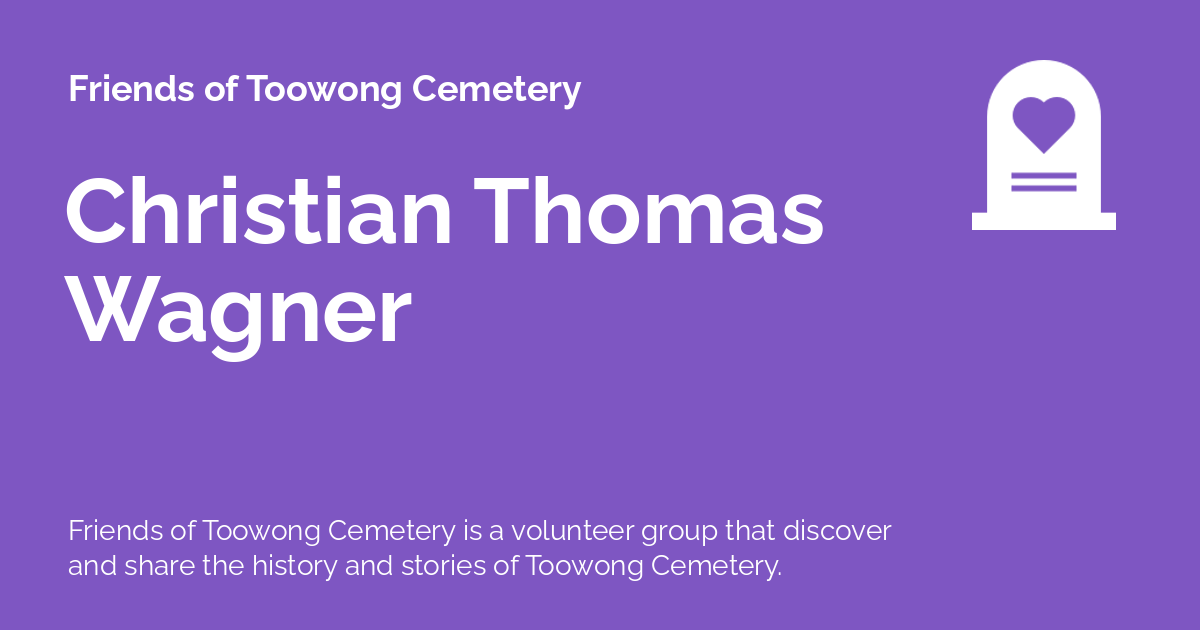 Friends of Toowong Cemetery
Christian Thomas
Wagner
Friends of Toowong Cemetery is a volunteer group that discover
and share the history and stories of Toowong Cemetery.